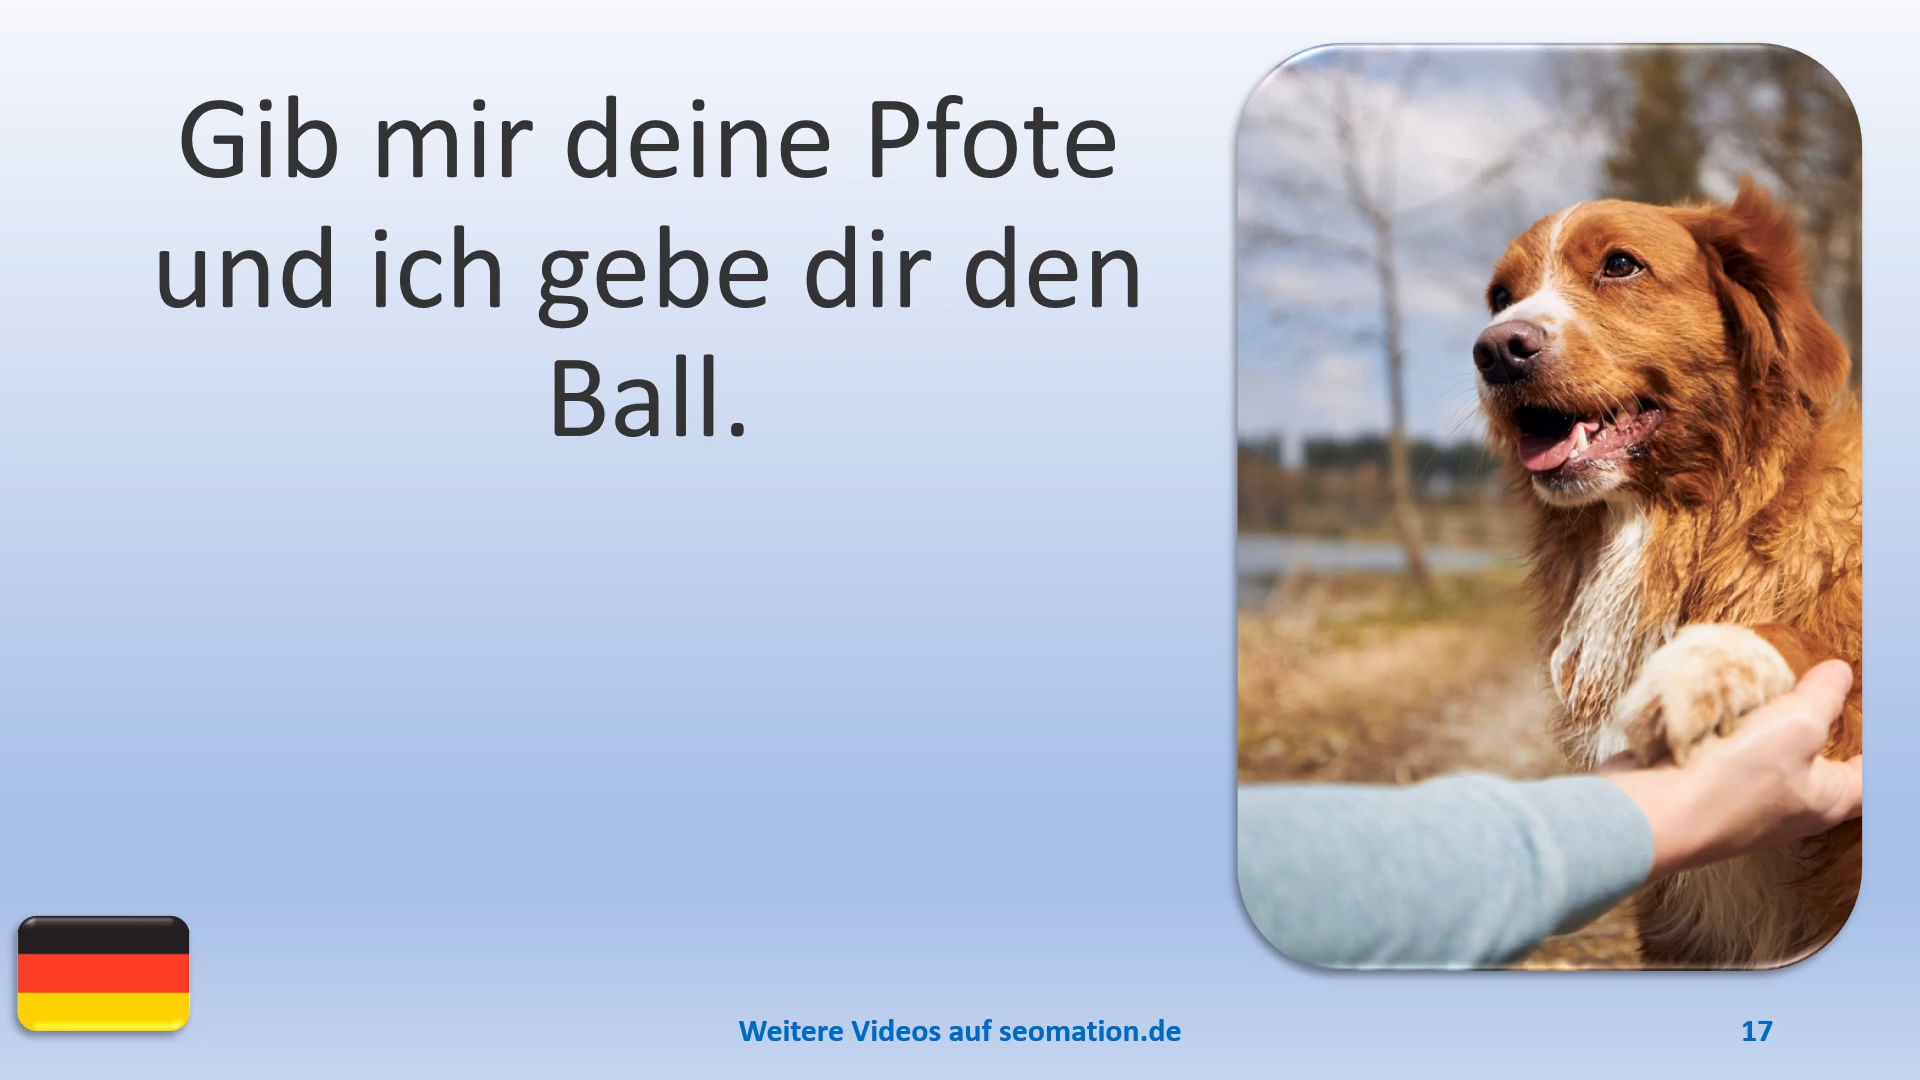 Gib mir deine Pfote
und ich gebe dir den
Ball.
Weitere Videos auf seomation.de
17